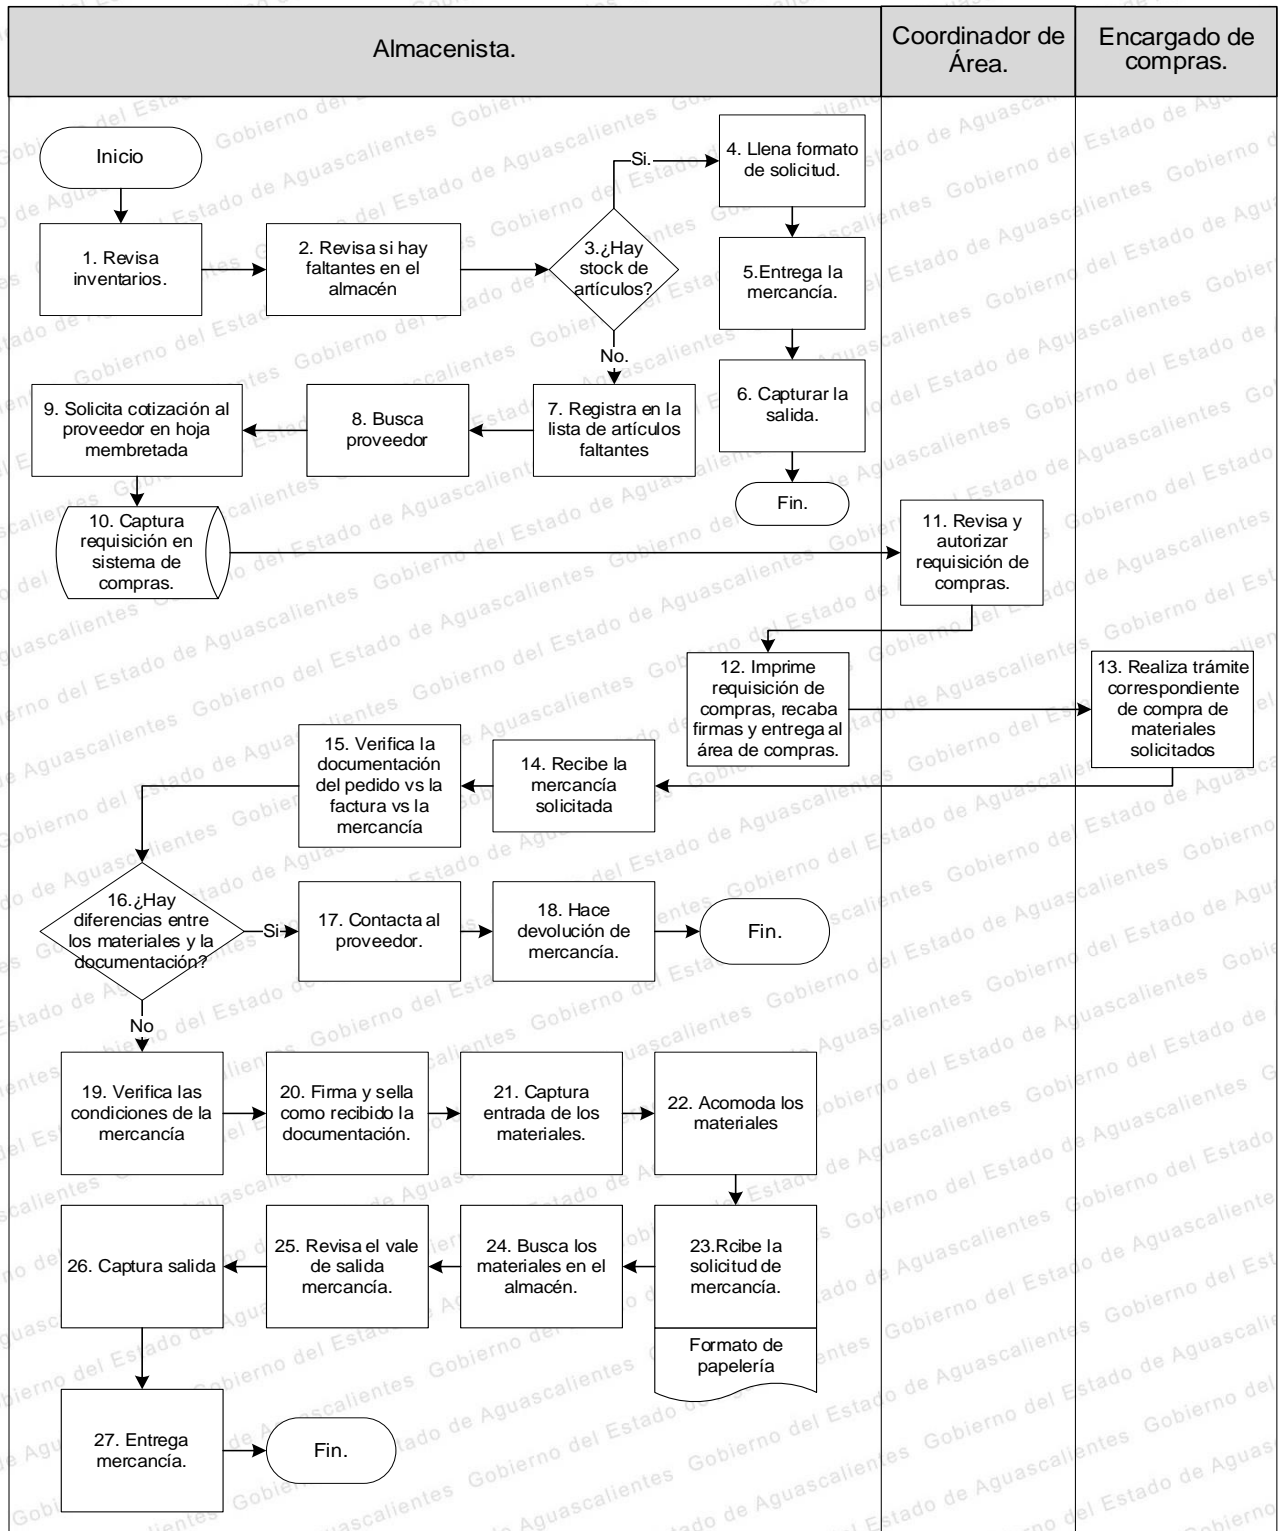 Almacenista.
Coordinador de
Área.
Encargado de
compras.
Inicio
1. Revisa
inventarios.
2. Revisa si hay
faltantes en el
almacén
3.¿Hay
stock de
artículos?
Si.
4. Llena formato
de solicitud.
5.Entrega la
mercancía.
6. Capturar la
salida.
Fin.
No.
7. Registra en la
lista de artículos
faltantes
8. Busca
proveedor
9. Solicita cotización al
proveedor en hoja
membretada
10. Captura
requisición en
sistema de
compras.
11. Revisa y
autorizar
requisición de
compras.
12. Imprime
requisición de
compras, recaba
firmas y entrega al
área de compras.
13. Realiza trámite
correspondiente
de compra de
materiales
solicitados
14. Recibe la
mercancía
solicitada
15. Verifica la
documentación
del pedido vs la
factura vs la
mercancía
16.¿Hay
diferencias entre
los materiales y la
documentación?
Si
17. Contacta al
proveedor.
18. Hace
devolución de
mercancía.
Fin.
No
19. Verifica las
condiciones de la
mercancía
20. Firma y sella
como recibido la
documentación.
21. Captura
entrada de los
materiales.
22. Acomoda los
materiales
23.Rcibe la
solicitud de
mercancía.
Formato de
papelería
24. Busca los
materiales en el
almacén.
25. Revisa el vale
de salida
mercancía.
26. Captura salida
27. Entrega
mercancía.
Fin.
Gobierno del Estado de Aguascalientes